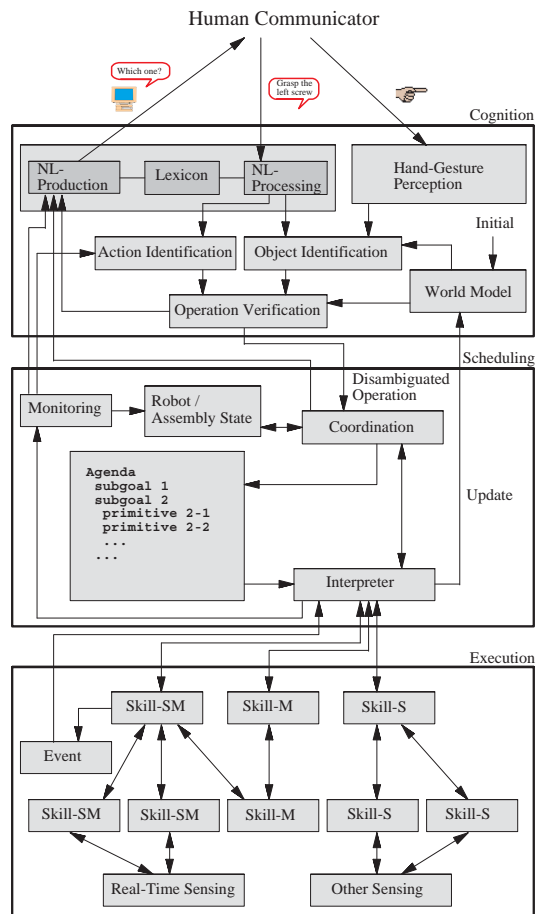 Human Communicator
Which one?
Grasp the
left screw
Cognition
NL-
Production
Lexicon
NL-
Processing
Hand-Gesture
Perception
Initial
Action Identification
Object Identification
World Model
Operation Verification
Scheduling
Disambiguated
Operation
Monitoring
Robot /
Assembly State
Coordination
Agenda
subgoal 1
subgoal 2
primitive 2-1
primitive 2-2
...
...
Update
Interpreter
Execution
Skill-SM
Skill-M
Skill-S
Event
Skill-SM
Skill-SM
Skill-M
Skill-S
Skill-S
Real-Time Sensing
Other Sensing